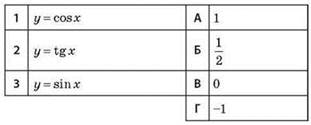 1 y = cos x А 1
2 y = tg x Б 1/2
3 y = sin x В 0
Г −1